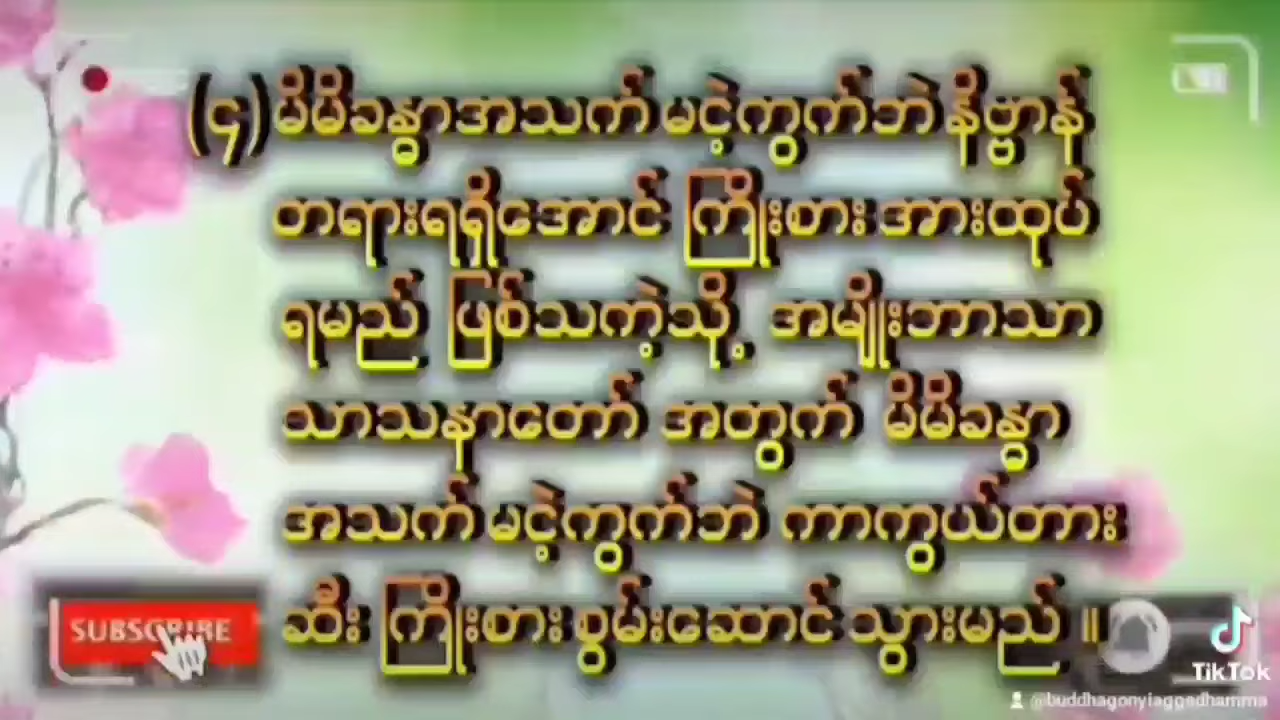 (၄) မိမိခန္ဓာအသက် မငဲ့ကွက်ဘဲ နိဗ္ဗာန်
တရားရရှိအောင် ကြိုးစားအားထုပ်
ရမည် ဖြစ်သကဲ့သို့ အမျိုးဘာသာ
သာသနာတော် အတွက် မိမိခန္ဓာ
အသက် မငဲ့ကွက်ဘဲ ကာကွယ်တား
ဆီး ကြိုးစား စွမ်းဆောင် သွားမည် ။
SUBSCRIBE
TikTok
@buddhagonyiaggadhamma